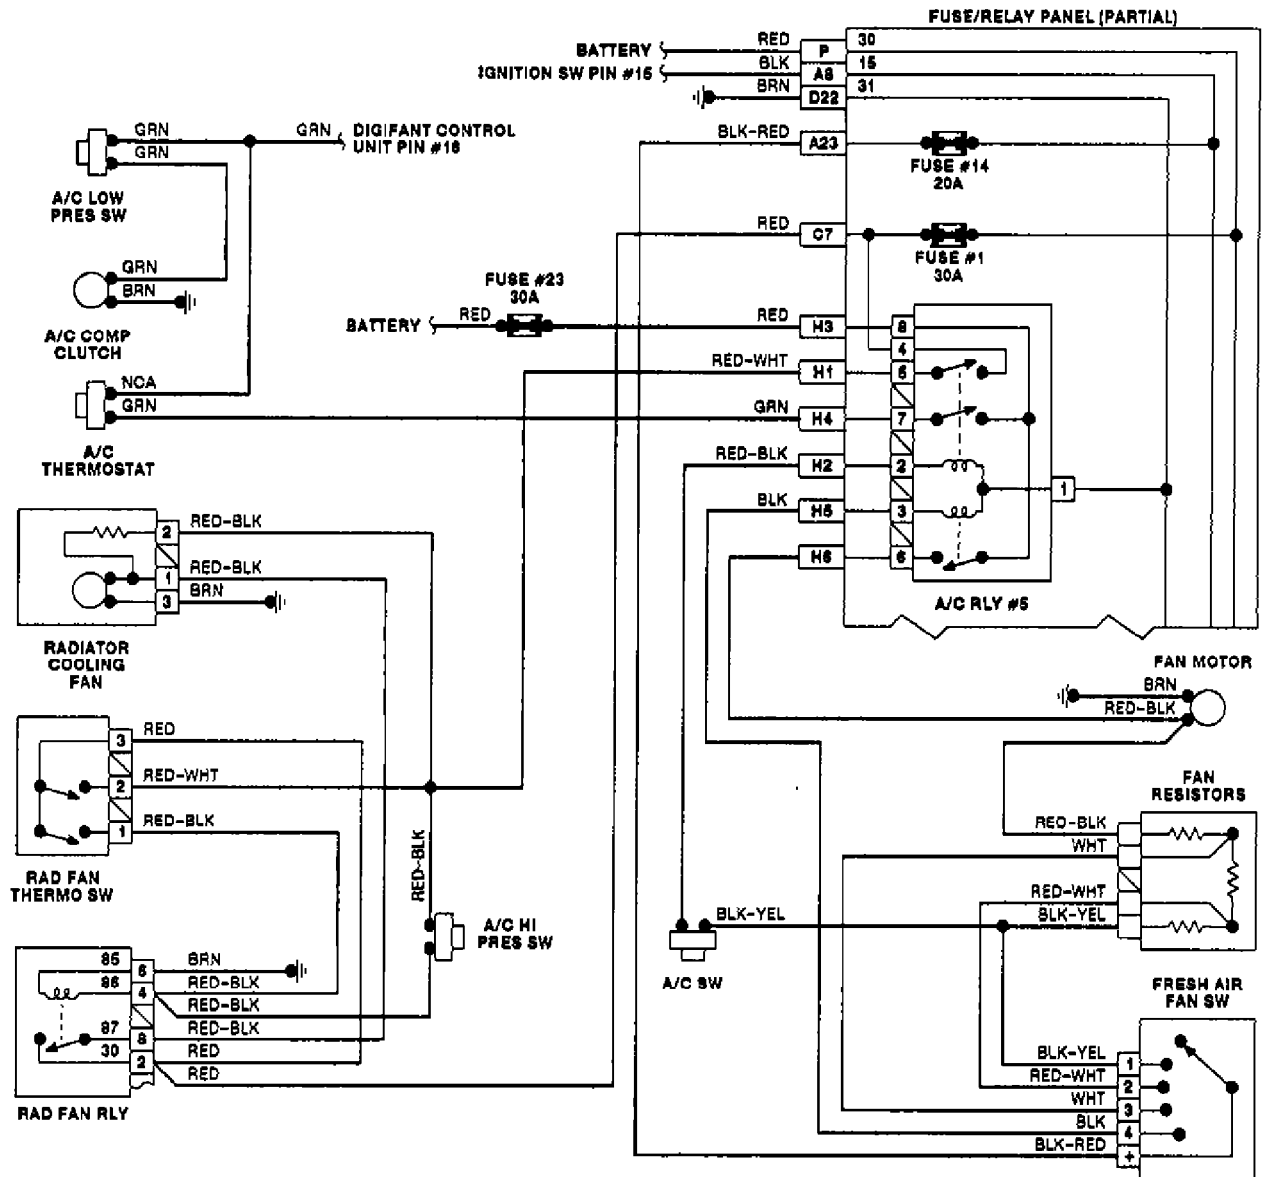 FUSE/RELAY PANEL (PARTIAL)
BATTERY
RED
P
30
IGNITION SW PIN #15
BLK
A8
15
BRN
D22
31
GRN
GRN
GRN
DIGIFANT CONTROL
UNIT PIN #16
A/C LOW
PRES SW
BLK-RED
A23
FUSE #14
20A
RED
C7
FUSE #1
30A
GRN
BRN
A/C COMP
CLUTCH
FUSE #23
30A
BATTERY
RED
RED
H3
8
4
RED-WHT
H1
5
NCA
GRN
GRN
H4
7
A/C
THERMOSTAT
RED-BLK
H2
2
1
BLK
H5
3
H6
6
A/C RLY #5
2
RED-BLK
1
RED-BLK
3
BRN
RADIATOR
COOLING
FAN
FAN MOTOR
BRN
RED-BLK
3
RED
2
RED-WHT
1
RED-BLK
RAD FAN
THERMO SW
RED-BLK
A/C HI
PRES SW
FAN
RESISTORS
RED-BLK
WHT
RED-WHT
BLK-YEL
BLK-YEL
A/C SW
85
6
BRN
86
4
RED-BLK
RED-BLK
87
8
RED-BLK
30
2
RED
RED
RAD FAN RLY
FRESH AIR
FAN SW
BLK-YEL
1
RED-WHT
2
WHT
3
BLK
4
BLK-RED
+